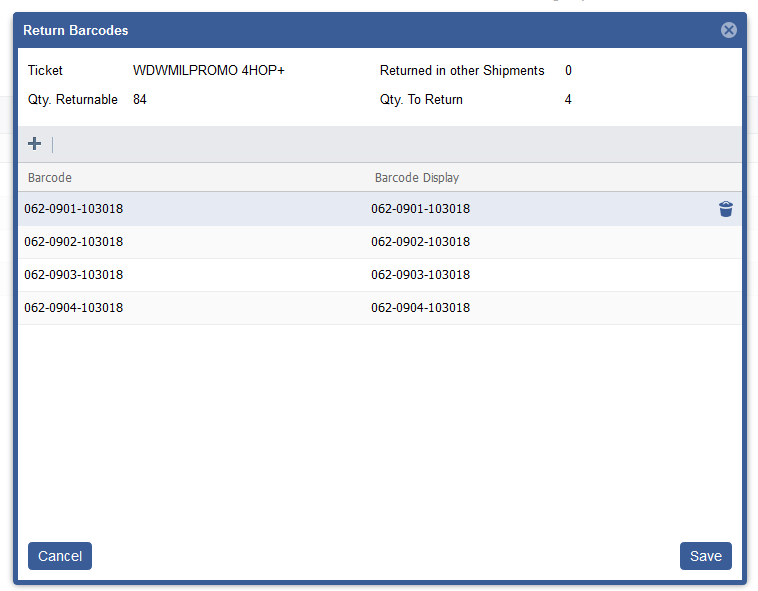 Return Barcodes
Ticket WDWMILPROMO 4HOP+ Returned in other Shipments 0
Qty. Returnable 84 Qty. To Return 4
Barcode Barcode Display
062-0901-103018 062-0901-103018
062-0902-103018 062-0902-103018
062-0903-103018 062-0903-103018
062-0904-103018 062-0904-103018
Cancel Save